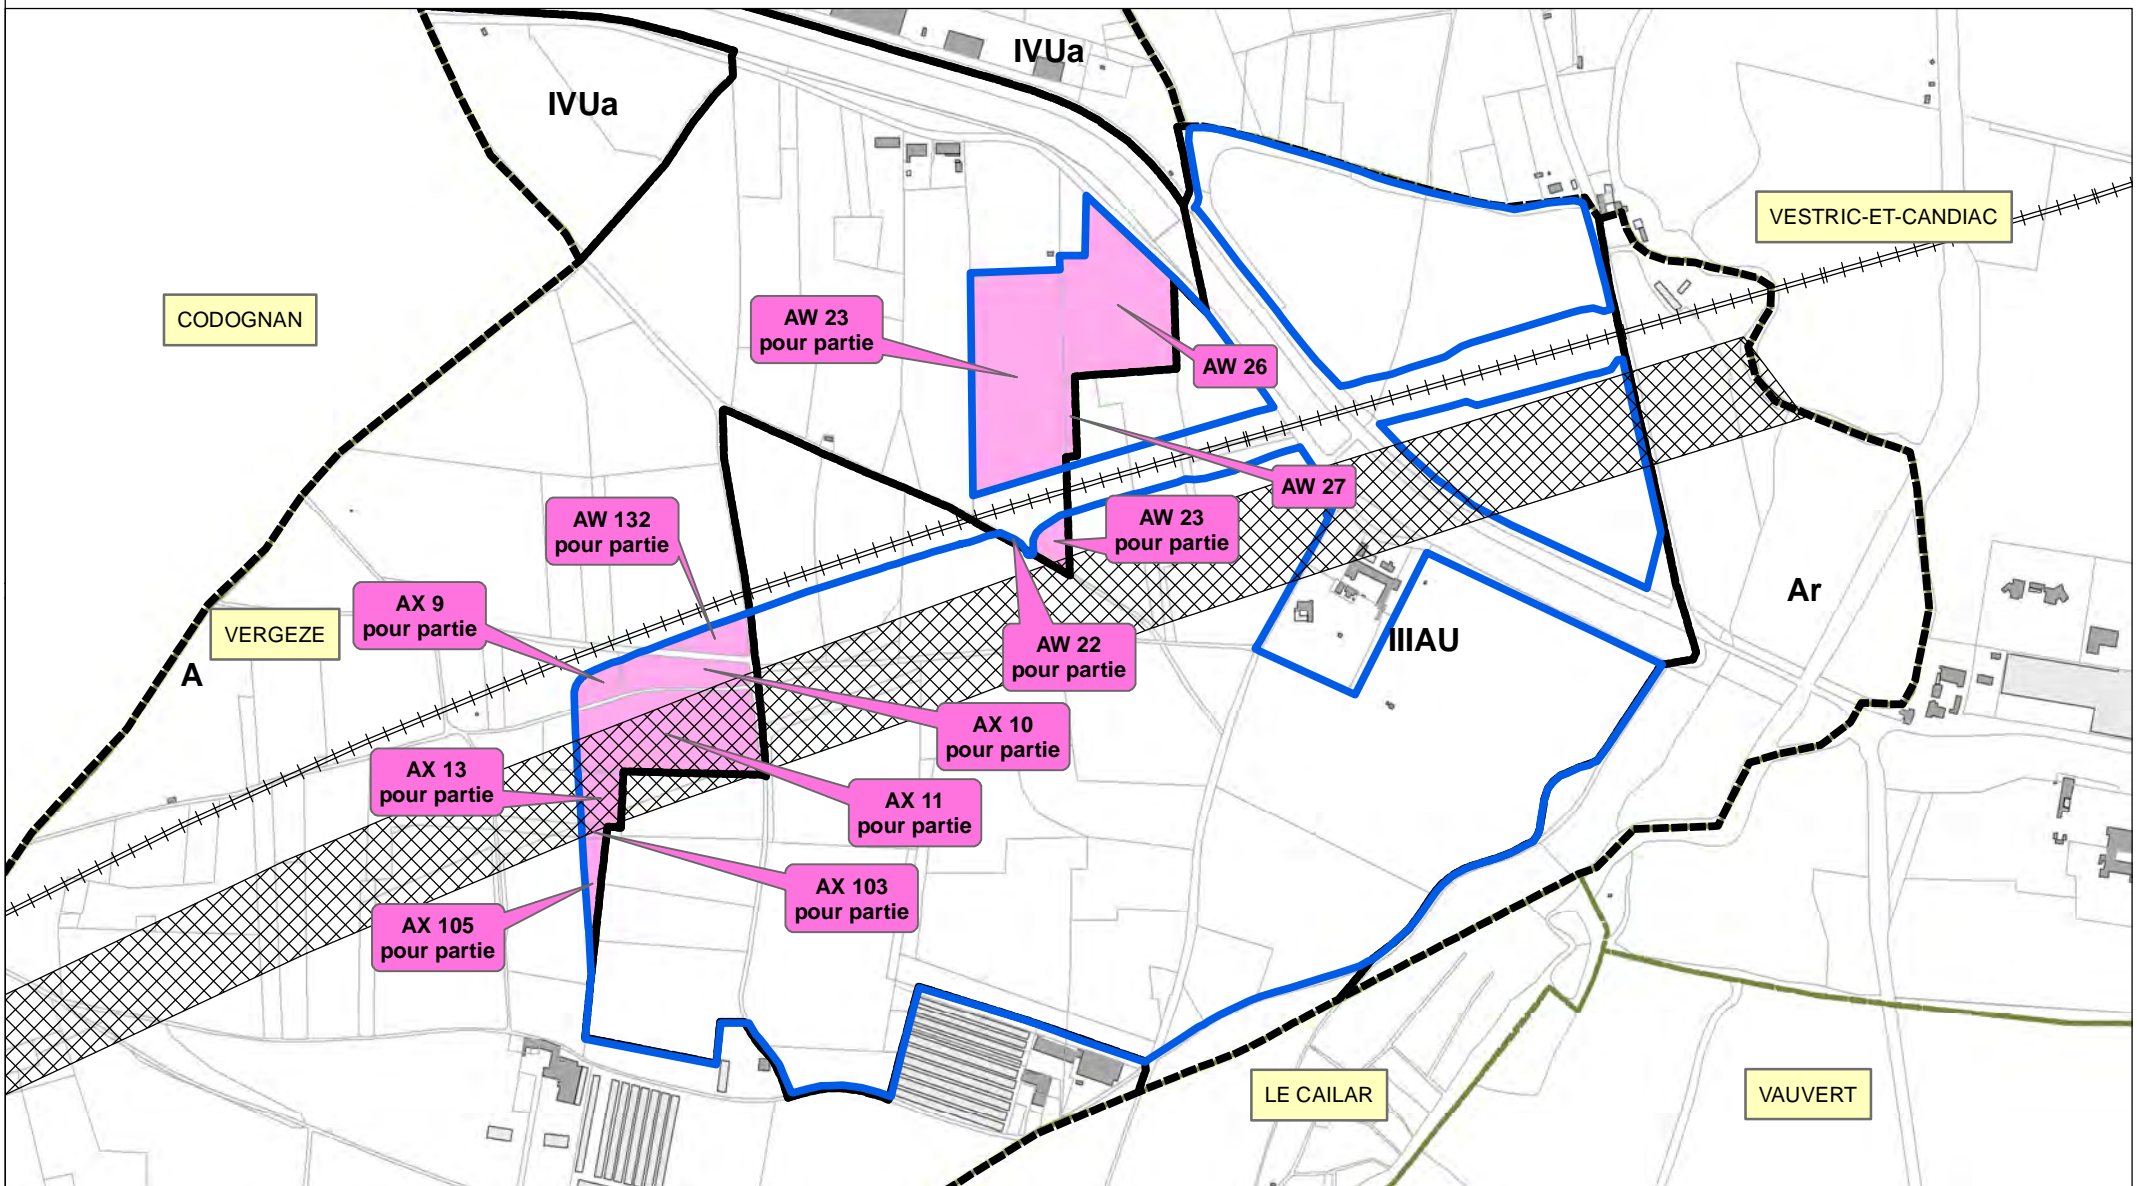 IVUa
IVUa
VESTRIC-ET-CANDIAC
CODOGNAN
AW 23
pour partie
AW 26
AW 27
AW 132
pour partie
AW 23
pour partie
AX 9
pour partie
VERGEZE
A
AW 22
pour partie
IIIAU
Ar
AX 10
pour partie
AX 13
pour partie
AX 11
pour partie
AX 103
pour partie
AX 105
pour partie
LE CAILAR
VAUVERT